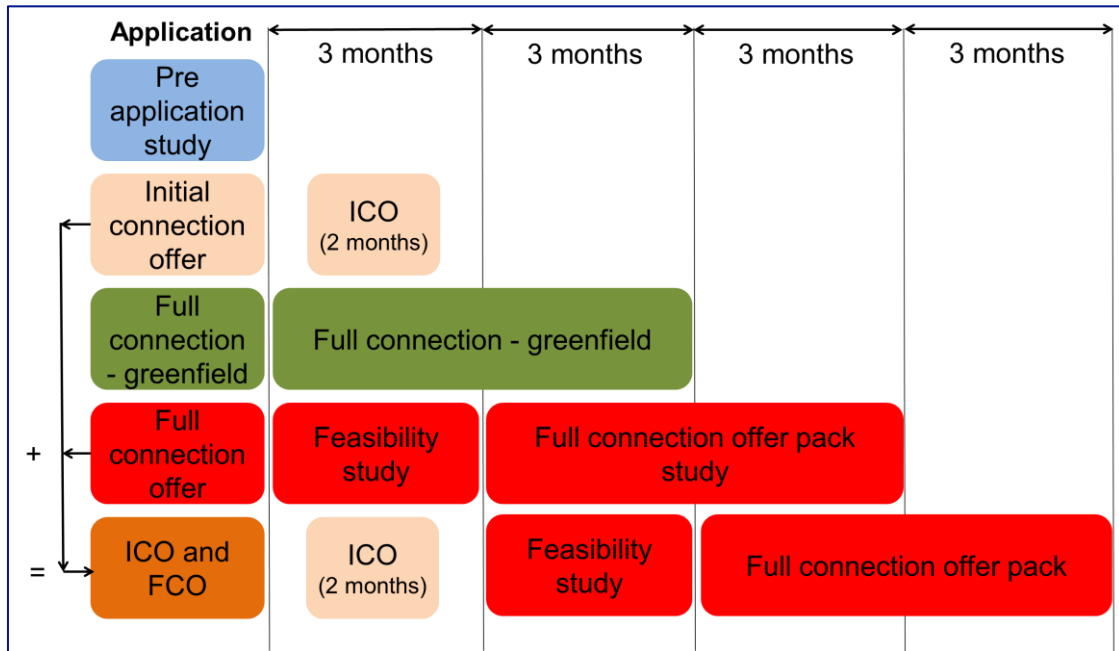 Application
3 months
3 months
3 months
3 months
Pre
application
study
Initial
connection
offer
ICO
(2 months)
Full
connection
- greenfield
Full connection - greenfield
+
Full
connection
offer
Feasibility
study
Full connection offer pack
study
=
ICO and
FCO
ICO
(2 months)
Feasibility
study
Full connection offer pack